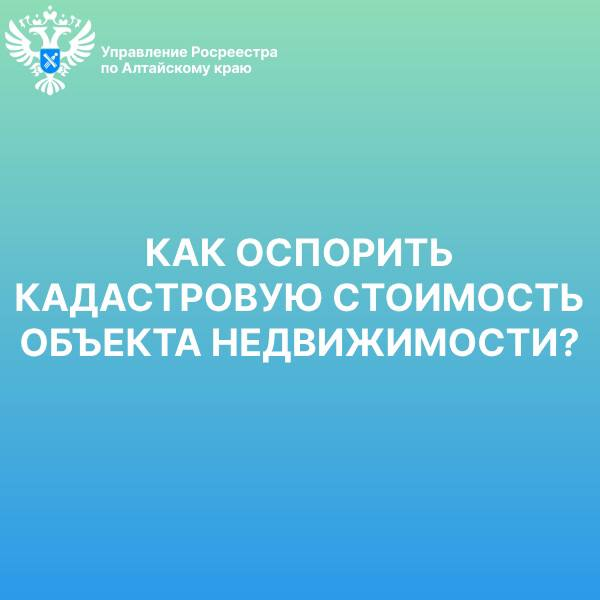 Управление Росреестра
по Алтайскому краю
КАК ОСПОРИТЬ
КАДАСТРОВУЮ СТОИМОСТЬ
ОБЪЕКТА НЕДВИЖИМОСТИ?